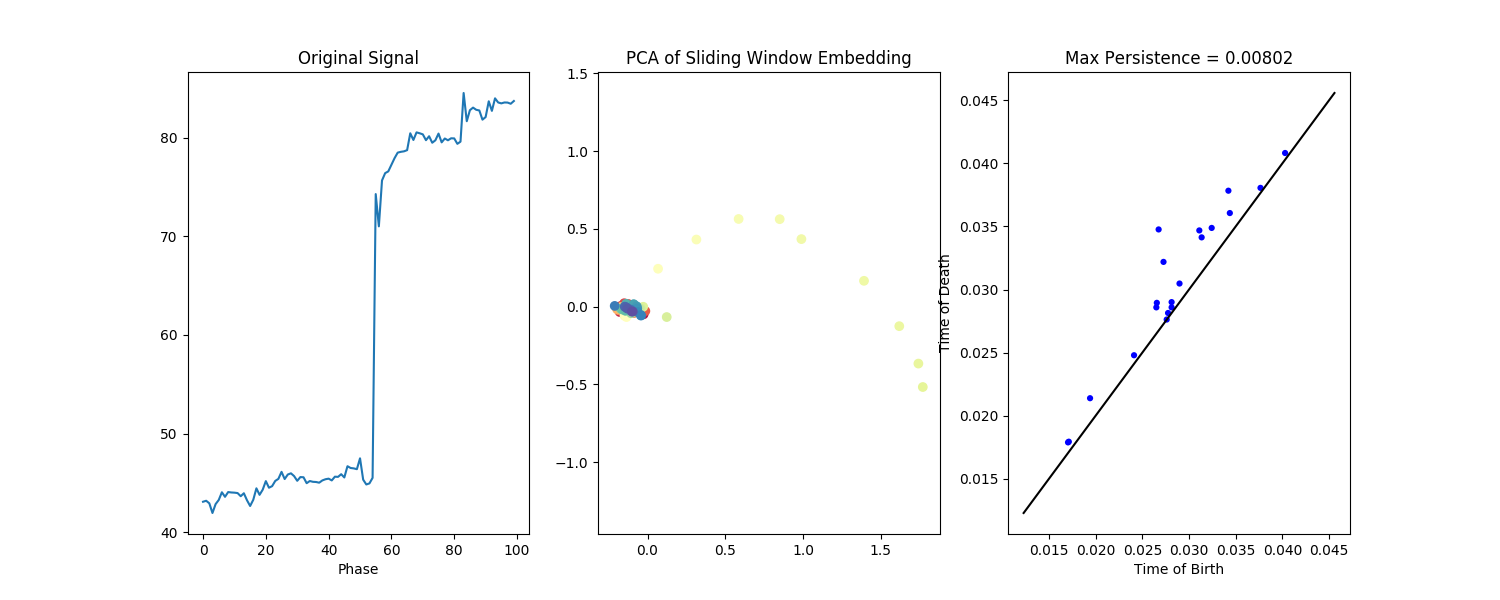 Original Signal
PCA of Sliding Window Embedding
Max Persistence = 0.00802
80
70
60
50
40
0 20 40 60 80 100
Phase
1.5
1.0
0.5
0.0
−0.5
−1.0
0.0 0.5 1.0 1.5
Time of Death
0.045
0.040
0.035
0.030
0.025
0.020
0.015
0.015 0.020 0.025 0.030 0.035 0.040 0.045
Time of Birth